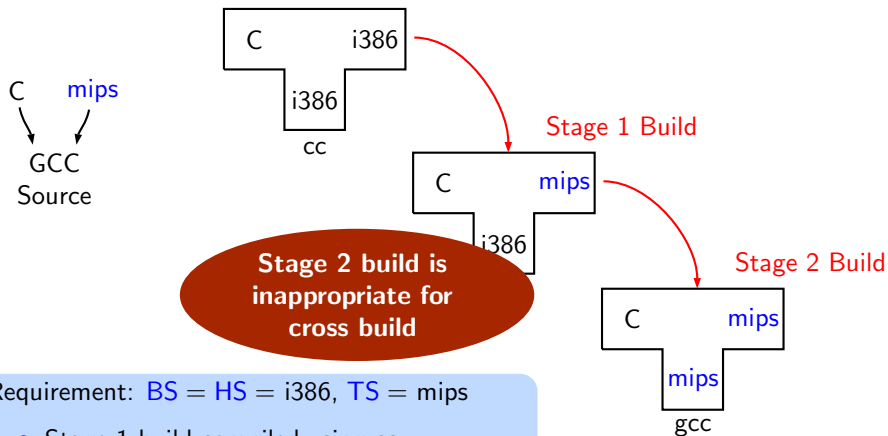 C i386
i386
cc
C mips
GCC
Source
Stage 1 Build
C mips
i386
Stage 2 build is
inappropriate for
cross build
Stage 2 Build
C mips
mips
gcc
Requirement: BS = HS = i386, TS = mips